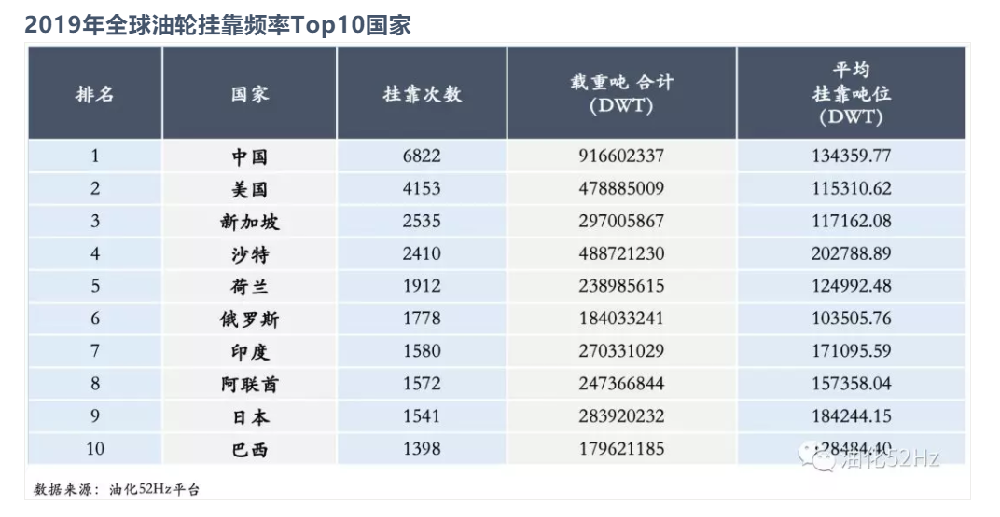 2019年全球油轮挂靠频率Top10国家
排名 国家 挂靠次数 载重吨 合计 (DWT) 平均 挂靠吨位 (DWT)
1 中国 6822 916602337 134359.77
2 美国 4153 478885009 115310.62
3 新加坡 2535 297005867 117162.08
4 沙特 2410 488721230 202788.89
5 荷兰 1912 238985615 124992.48
6 俄罗斯 1778 184033241 103505.76
7 印度 1580 270331029 171095.59
8 阿联酋 1572 247366844 157358.04
9 日本 1541 283920232 184244.15
10 巴西 1398 179621185
油化52Hz
数据来源：油化52Hz平台